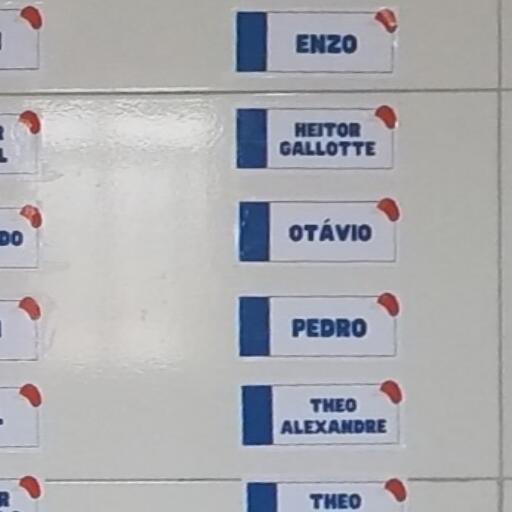 ENZO
HEITOR
GALLOTTE
OTÁVIO
PEDRO
THEO
ALEXANDRE
THEO